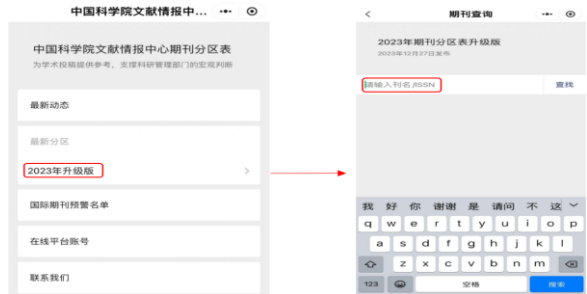 中国科学院文献情报中...
中国科学院文献情报中心期刊分区表
为学术投稿提供参考，支撑科研管理部门的宏观判断
最新动态
最新分区
2023年升级版
国际期刊预警名单
在线平台账号
联系我们
期刊查询
2023年期刊分区表升级版
2023年12月27日发布
请输入刊名/ISSN 查找
我 好 你 谢谢 是 请问 不 这
q w e r t y u i o p
a s d f g h j k l
z x c v b n m
123 空格 搜索